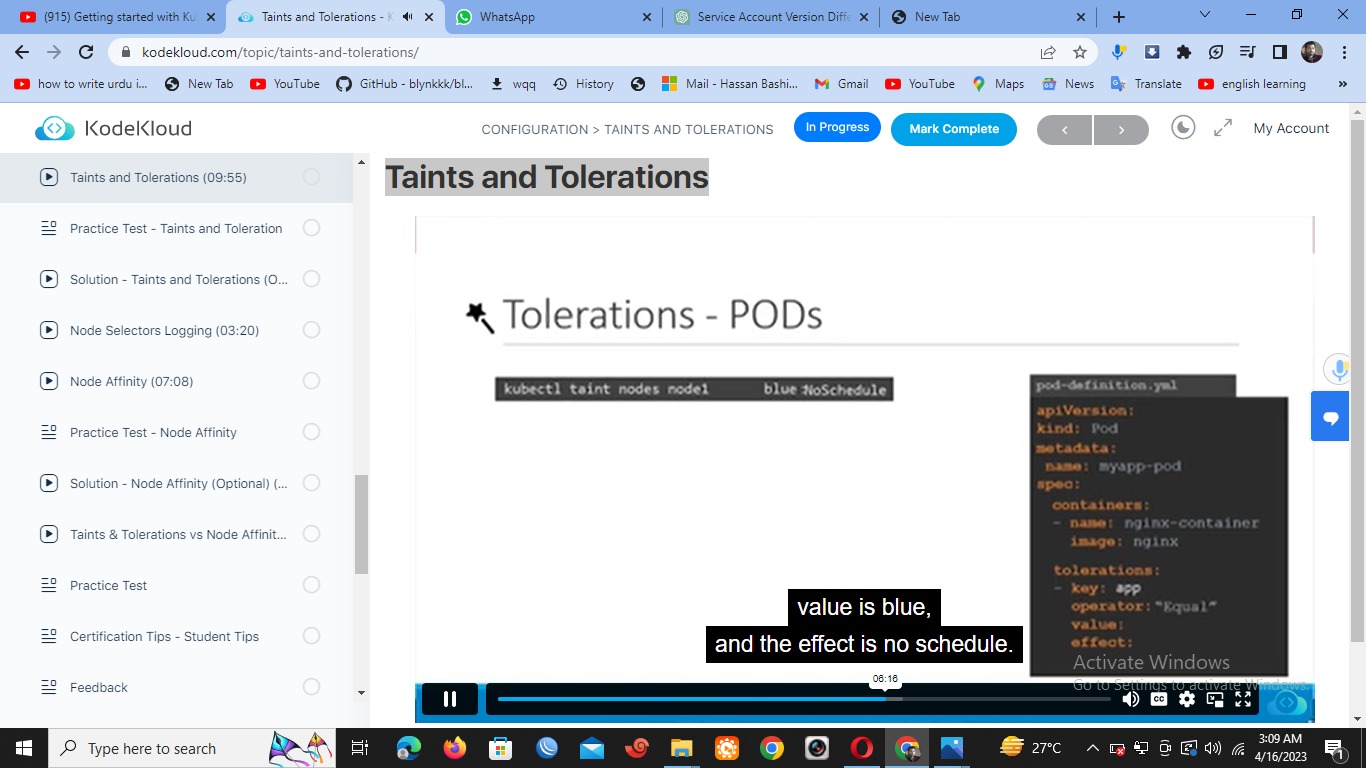 (915) Getting started with Ku
Taints and Tolerations - K
WhatsApp
Service Account Version Diffe
New Tab
kodekloud.com/topic/taints-and-tolerations/
how to write urdu i...
New Tab
YouTube
GitHub - blynkkk/bl...
wqq
History
Mail - Hassan Bashi...
Gmail
YouTube
Maps
News
Translate
english learning
»
KodeKloud
CONFIGURATION > TAINTS AND TOLERATIONS
In Progress
Mark Complete
My Account
Taints and Tolerations (09:55)
Practice Test - Taints and Toleration
Solution - Taints and Tolerations (O...
Node Selectors Logging (03:20)
Node Affinity (07:08)
Practice Test - Node Affinity
Solution - Node Affinity (Optional) (...
Taints & Tolerations vs Node Affinit...
Practice Test
Certification Tips - Student Tips
Feedback
Taints and Tolerations
Tolerations - PODs
kubectl taint nodes node1 blue:NoSchedule
pod-definition.yml
apiVersion:
kind: Pod
metadata:
name: myapp-pod
spec:
containers:
- name: nginx-container
image: nginx
tolerations:
- key: app
operator: “Equal”
value:
effect:
value is blue,
and the effect is no schedule.
Activate Windows
Go to Settings to activate Windows.
06:16
CC
Type here to search
27°C
3:09 AM
4/16/2023
1